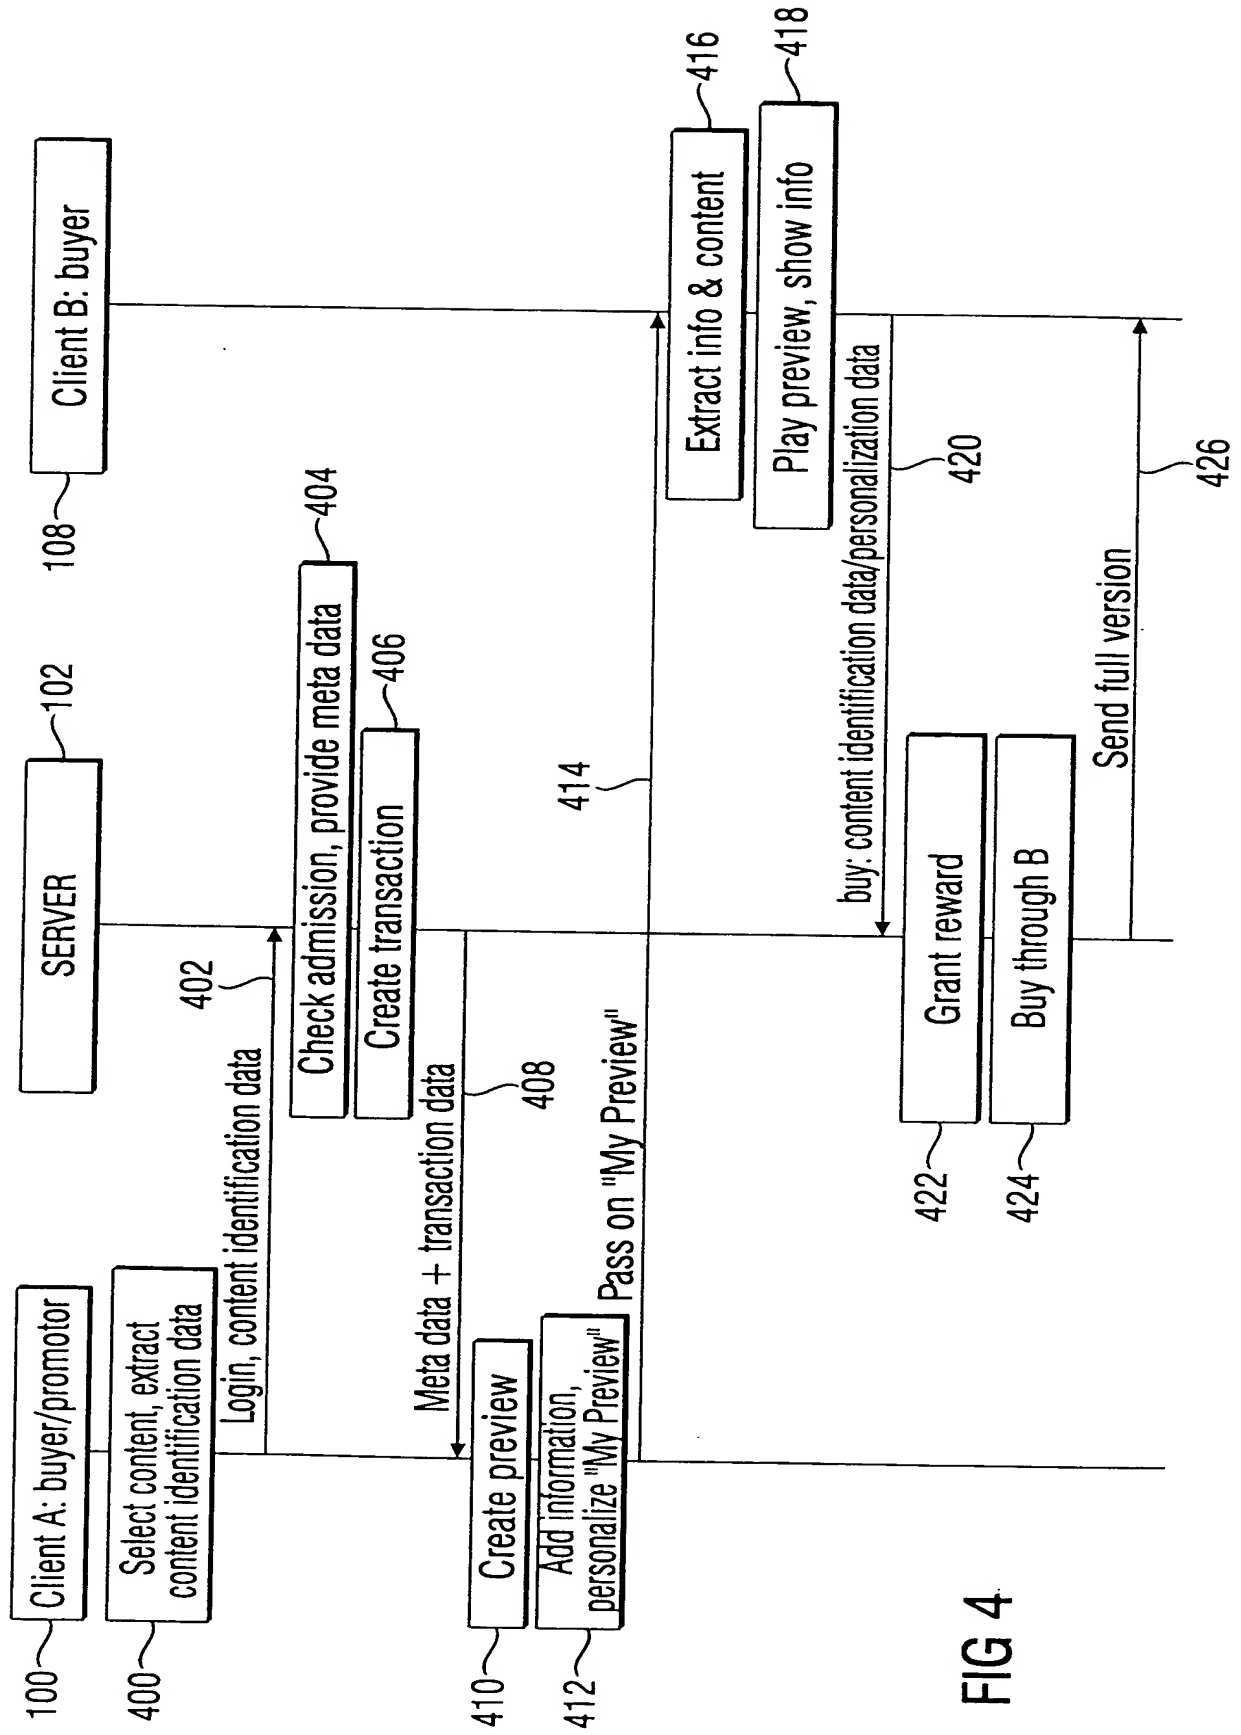 100
Client A: buyer/promotor
SERVER
102
108
Client B: buyer
400
Select content, extract
content identification data
Login, content identification data
402
Check admission, provide meta data
404
Create transaction
406
Meta data + transaction data
408
410
Create preview
412
Add information,
personalize "My Preview"
Pass on "My Preview"
414
Extract info & content
416
Play preview, show info
418
buy: content identification data/personalization data
420
422
Grant reward
424
Buy through B
Send full version
426
FIG 4